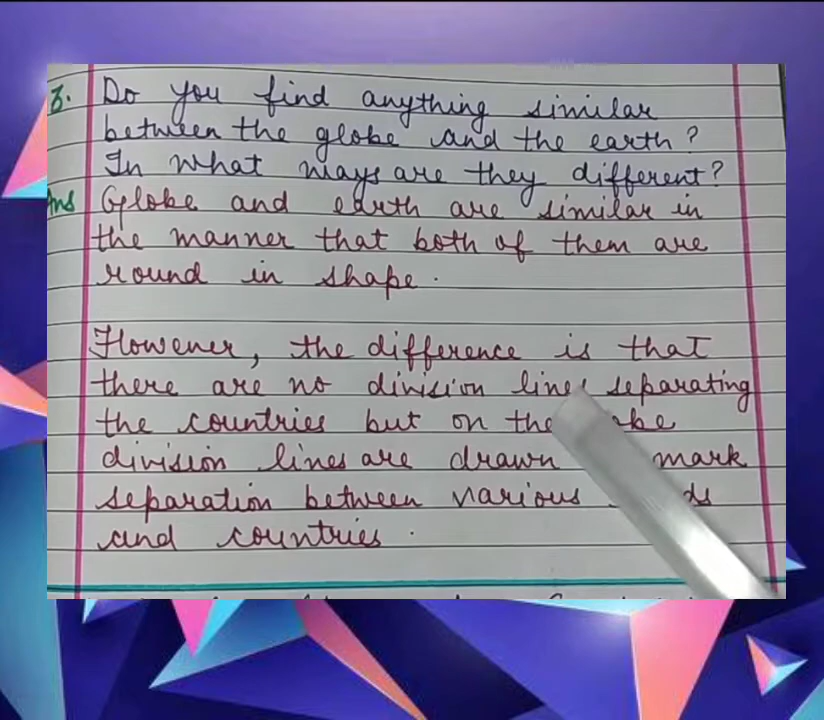 3. Do you find anything similar
between the globe and the earth?
In what ways are they different?
Ans Globe and earth are similar in
the manner that both of them are
round in shape.
However, the difference is that
there are no division lines separating
the countries but on the
division lines are drawn mark
separation between various
and countries.